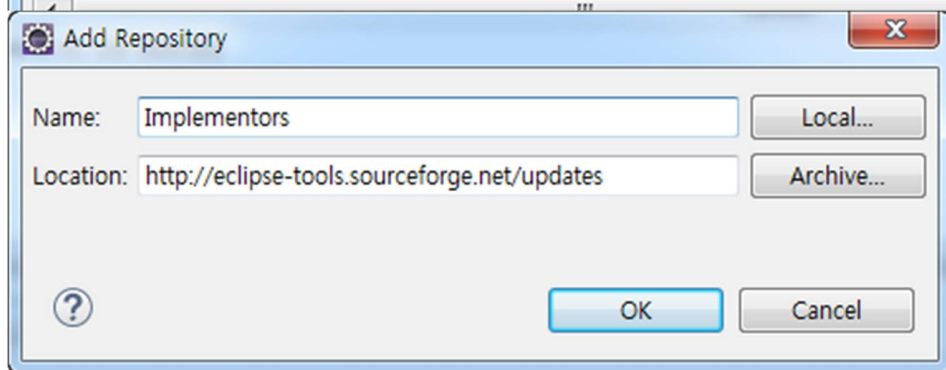 Add Repository
Name: Implementors Local...
Location: http://eclipse-tools.sourceforge.net/updates Archive...
? OK Cancel